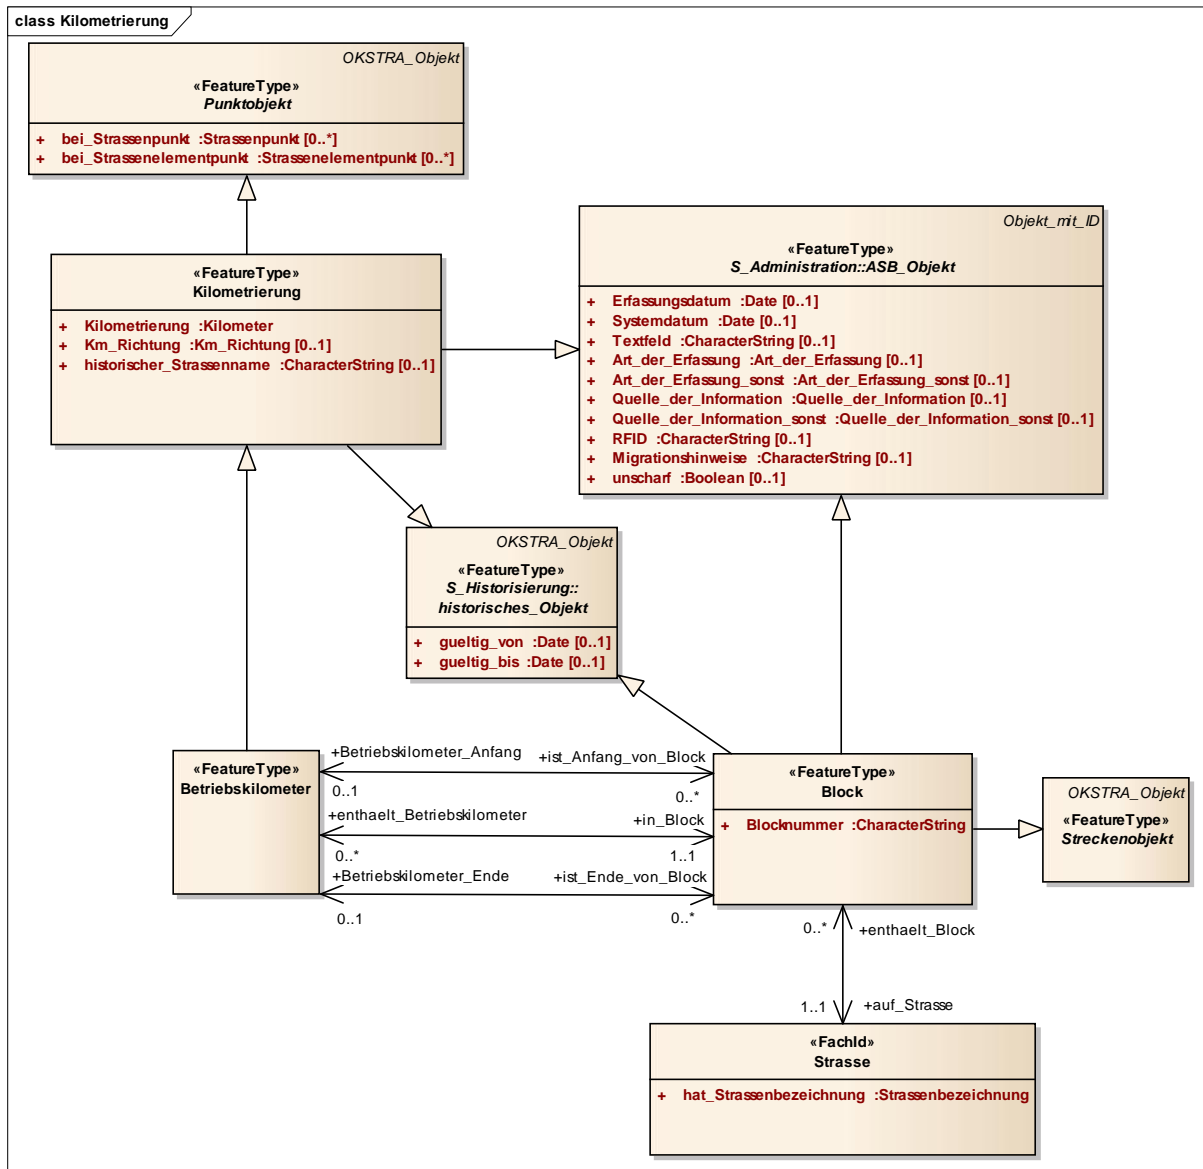 class Kilometrierung
OKSTRA_Objekt
«FeatureType»
Punktobjekt
+ bei_Strassenpunkt :Strassenpunkt [0..*]
+ bei_Strassenelementpunkt :Strassenelementpunkt [0..*]
«FeatureType»
Kilometrierung
+ Kilometrierung :Kilometer
+ Km_Richtung :Km_Richtung [0..1]
+ historischer_Strassenname :CharacterString [0..1]
Objekt_mit_ID
«FeatureType»
S_Administration::ASB_Objekt
+ Erfassungsdatum :Date [0..1]
+ Systemdatum :Date [0..1]
+ Textfeld :CharacterString [0..1]
+ Art_der_Erfassung :Art_der_Erfassung [0..1]
+ Art_der_Erfassung_sonst :Art_der_Erfassung_sonst [0..1]
+ Quelle_der_Information :Quelle_der_Information [0..1]
+ Quelle_der_Information_sonst :Quelle_der_Information_sonst [0..1]
+ RFID :CharacterString [0..1]
+ Migrationshinweise :CharacterString [0..1]
+ unscharf :Boolean [0..1]
OKSTRA_Objekt
«FeatureType»
S_Historisierung::
historisches_Objekt
+ gueltig_von :Date [0..1]
+ gueltig_bis :Date [0..1]
«FeatureType»
Betriebskilometer
+Betriebskilometer_Anfang
0..1
+ist_Anfang_von_Block
0..*
+enthaelt_Betriebskilometer
0..*
+in_Block
1..1
+Betriebskilometer_Ende
0..1
+ist_Ende_von_Block
0..*
«FeatureType»
Block
+ Blocknummer :CharacterString
OKSTRA_Objekt
«FeatureType»
Streckenobjekt
0..*
+enthaelt_Block
1..1
+auf_Strasse
«FachId»
Strasse
+ hat_Strassenbezeichnung :Strassenbezeichnung